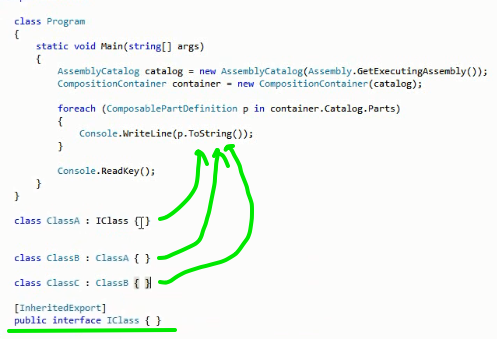 class Program
{
static void Main(string[] args)
{
AssemblyCatalog catalog = new AssemblyCatalog(Assembly.GetExecutingAssembly());
CompositionContainer container = new CompositionContainer(catalog);
foreach (ComposablePartDefinition p in container.Catalog.Parts)
{
Console.WriteLine(p.ToString());
}
Console.ReadKey();
}
}
class ClassA : IClass { }
class ClassB : ClassA { }
class ClassC : ClassB { }
[InheritedExport]
public interface IClass { }